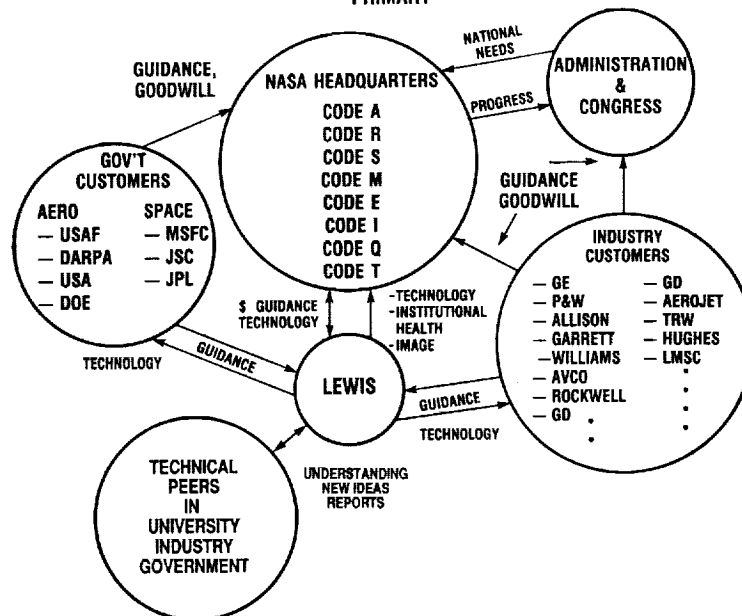 PRIMARY
NATIONAL
NEEDS
ADMINISTRATION
&
CONGRESS
GUIDANCE,
GOODWILL
NASA HEADQUARTERS
CODE A
CODE R
CODE S
CODE M
CODE E
CODE I
CODE Q
CODE T
PROGRESS
GOV'T
CUSTOMERS
AERO
— USAF
— DARPA
— USA
— DOE
SPACE
— MSFC
— JSC
— JPL
GUIDANCE
GOODWILL
INDUSTRY
CUSTOMERS
— GE
— P&W
— ALLISON
— GARRETT
—WILLIAMS
— AVCO
— ROCKWELL
— GD
— GD
— AEROJET
— TRW
— HUGHES
— LMSC
$ GUIDANCE
TECHNOLOGY
-TECHNOLOGY
-INSTITUTIONAL
HEALTH
-IMAGE
TECHNOLOGY
GUIDANCE
LEWIS
GUIDANCE
TECHNOLOGY
TECHNICAL
PEERS
IN
UNIVERSITY
INDUSTRY
GOVERNMENT
UNDERSTANDING
NEW IDEAS
REPORTS